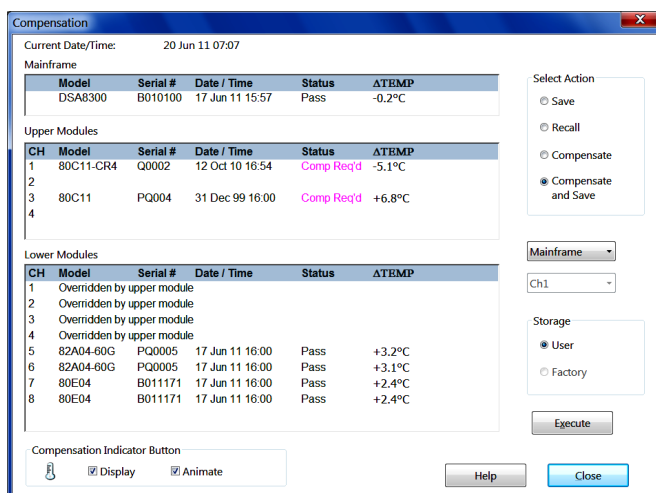 Compensation
Current Date/Time: 20 Jun 11 07:07
Mainframe
Model Serial # Date / Time Status ΔTEMP
DSA8300 B010100 17 Jun 11 15:57 Pass -0.2°C
Upper Modules
CH Model Serial # Date / Time Status ΔTEMP
1 80C11-CR4 Q0002 12 Oct 10 16:54 Comp Req'd -5.1°C
2
3 80C11 PQ004 31 Dec 99 16:00 Comp Req'd +6.8°C
4
Lower Modules
CH Model Serial # Date / Time Status ΔTEMP
1 Overridden by upper module
2 Overridden by upper module
3 Overridden by upper module
4 Overridden by upper module
5 82A04-60G PQ0005 17 Jun 11 16:00 Pass +3.2°C
6 82A04-60G PQ0005 17 Jun 11 16:00 Pass +3.1°C
7 80E04 B011171 17 Jun 11 16:00 Pass +2.4°C
8 80E04 B011171 17 Jun 11 16:00 Pass +2.4°C
Compensation Indicator Button
Display Animate
Select Action
Save
Recall
Compensate
Compensate
and Save
Mainframe
Ch1
Storage
User
Factory
Execute
Help Close